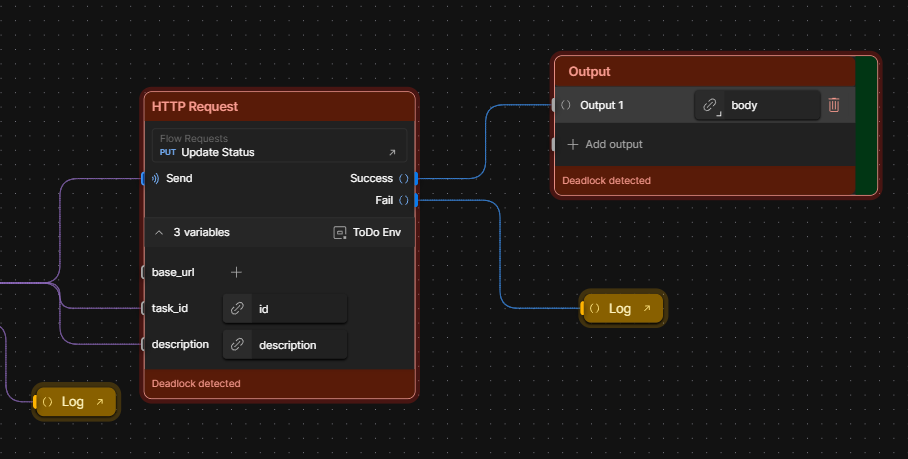 HTTP Request
Flow Requests
PUT Update Status
Send
Success
Fail
3 variables
ToDo Env
base_url
task_id
id
description
description
Deadlock detected
Log
Output
Output 1
body
Add output
Deadlock detected
Log